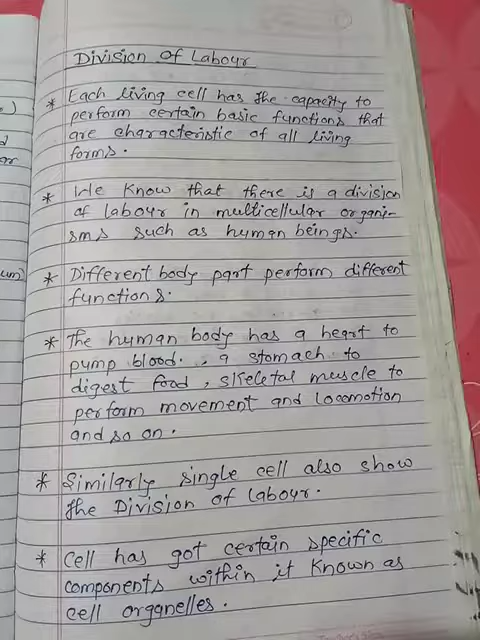 Division of Labour
* Each living cell has the capacity to
perform certain basic functions that
are characteristic of all living
forms.
* We know that there is a division
of labour in multicellular organi-
sms such as human beings.
* Different body part perform different
functions.
* The human body has a heart to
pump blood, a stomach to
digest food, skeletal muscle to
perform movement and locomotion
and so on.
* Similarly single cell also show
the Division of Labour.
* Cell has got certain specific
components within it known as
cell organelles.